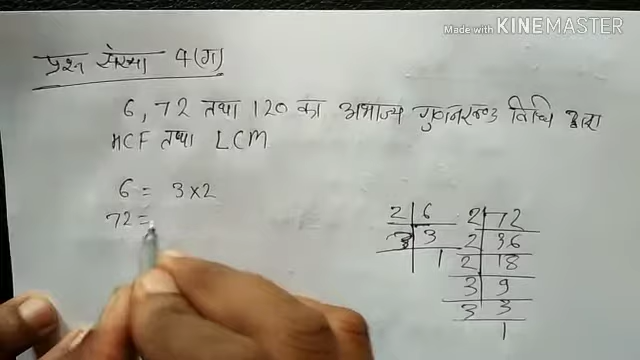 Made with KINEMASTER
प्रश्न संख्या 9(ग)
6, 72 तथा 120 का अभाज्य गुणनखण्ड विधि द्वारा
HCF तथा LCM
6 = 3 × 2
72 =
2 6
3 3
1
2 72
2 36
2 18
3 9
3 3
1